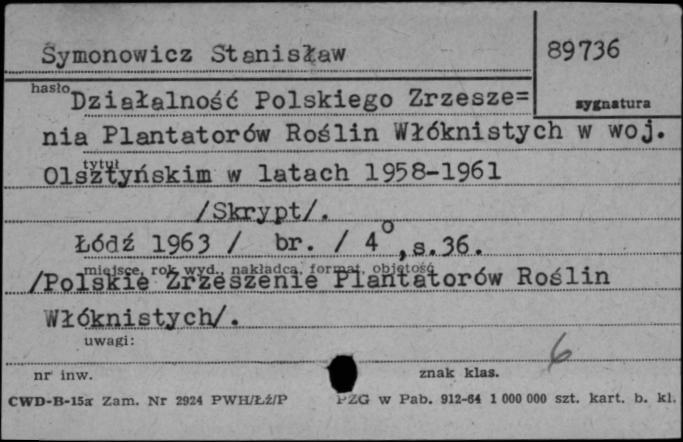 Symonowicz Stanisław
89736
hasło
sygnatura
Działalność Polskiego Zrzesze=
nia Plantatorów Roślin Włóknistych w woj.
tytuł
Olsztyńskim w latach 1958-1961
/Skrypt/.
Łódź 1963 / br. / 4°, s.36.
miejsce, rok wyd., nakładca, format, objętość
/Polskie Zrzeszenie Plantatorów Roślin
Włóknistych/.
uwagi:
6
nr inw.
znak klas.
CWD-B-15a Zam. Nr 2924 PWH/Łź/P PZG w Pab. 912-64 1 000 000 szt. kart. b. kl.